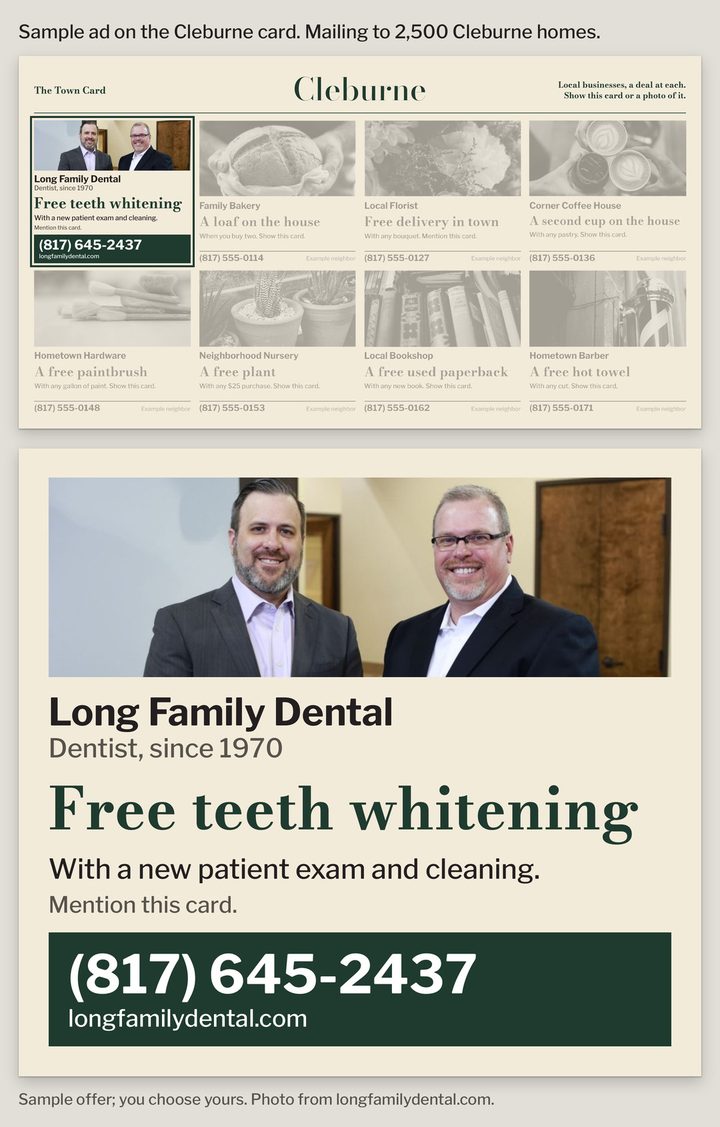 Sample ad on the Cleburne card. Mailing to 2,500 Cleburne homes.
The Town Card
Cleburne
Local businesses, a deal at each.
Show this card or a photo of it.
Long Family Dental
Dentist, since 1970
Free teeth whitening
With a new patient exam and cleaning.
Mention this card.
(817) 645-2437
longfamilydental.com
Family Bakery
A loaf on the house
When you buy two. Show this card.
(817) 555-0114
Example neighbor
Local Florist
Free delivery in town
With any bouquet. Mention this card.
(817) 555-0127
Example neighbor
Corner Coffee House
A second cup on the house
With any pastry. Show this card.
(817) 555-0136
Example neighbor
Hometown Hardware
A free paintbrush
With any gallon of paint. Show this card.
(817) 555-0148
Example neighbor
Neighborhood Nursery
A free plant
With any $25 purchase. Show this card.
(817) 555-0153
Example neighbor
Local Bookshop
A free used paperback
With any new book. Show this card.
(817) 555-0162
Example neighbor
Hometown Barber
A free hot towel
With any cut. Show this card.
(817) 555-0171
Example neighbor
Long Family Dental
Dentist, since 1970
Free teeth whitening
With a new patient exam and cleaning.
Mention this card.
(817) 645-2437
longfamilydental.com
Sample offer; you choose yours. Photo from longfamilydental.com.